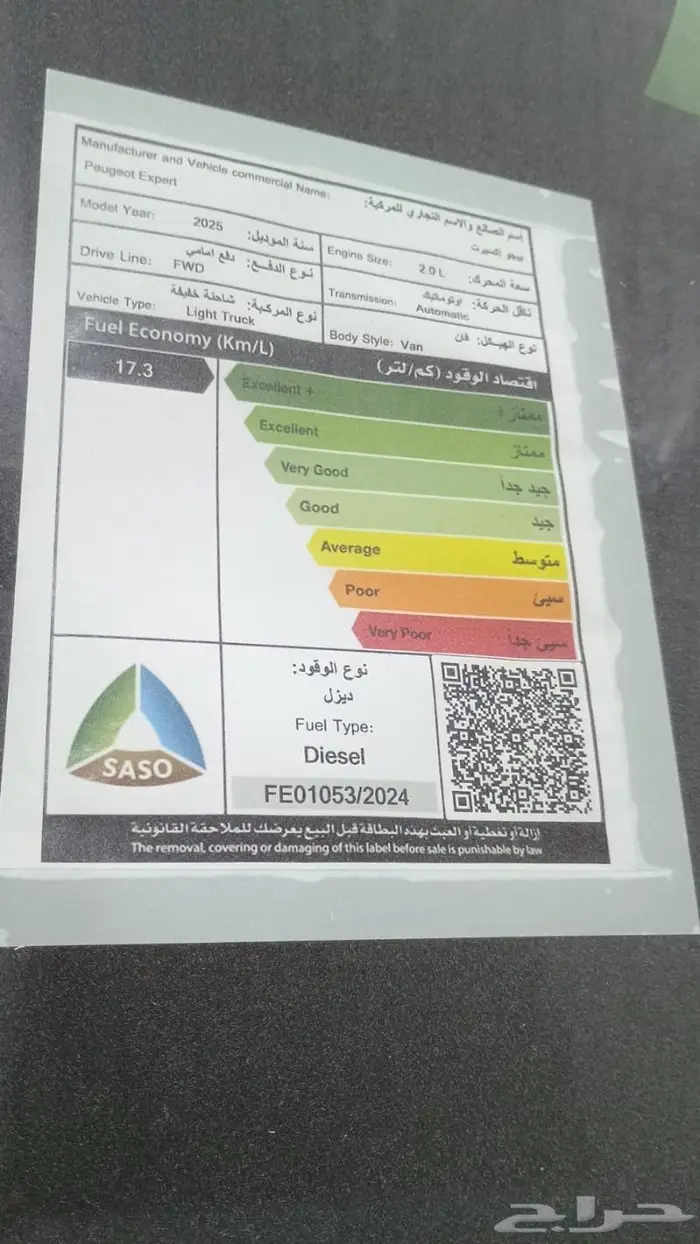 Manufacturer and Vehicle commercial Name: إسم الصانع والاسم التجاري للمركبة:
Peugeot Expert بيجو إكسبرت
Model Year: 2025 سنة الموديل:
Engine Size: 2.0 L سعة المحرك:
Drive Line: FWD دفع امامي نوع الدفع:
Transmission: Automatic اوتوماتيك ناقل الحركة:
Vehicle Type: Light Truck شاحنة خفيفة نوع المركبة:
Body Style: Van فان نوع الهيكل:
Fuel Economy (Km/L) اقتصاد الوقود (كم/لتر)
17.3
Excellent + ممتاز +
Excellent ممتاز
Very Good جيد جداً
Good جيد
Average متوسط
Poor سيئ
Very Poor سيئ جداً
SASO
نوع الوقود:
ديزل
Fuel Type:
Diesel
FE01053/2024
إزالة أو تغطية أو العبث بهذه البطاقة قبل البيع يعرضك للملاحقة القانونية
The removal, covering or damaging of this label before sale is punishable by law
حراج